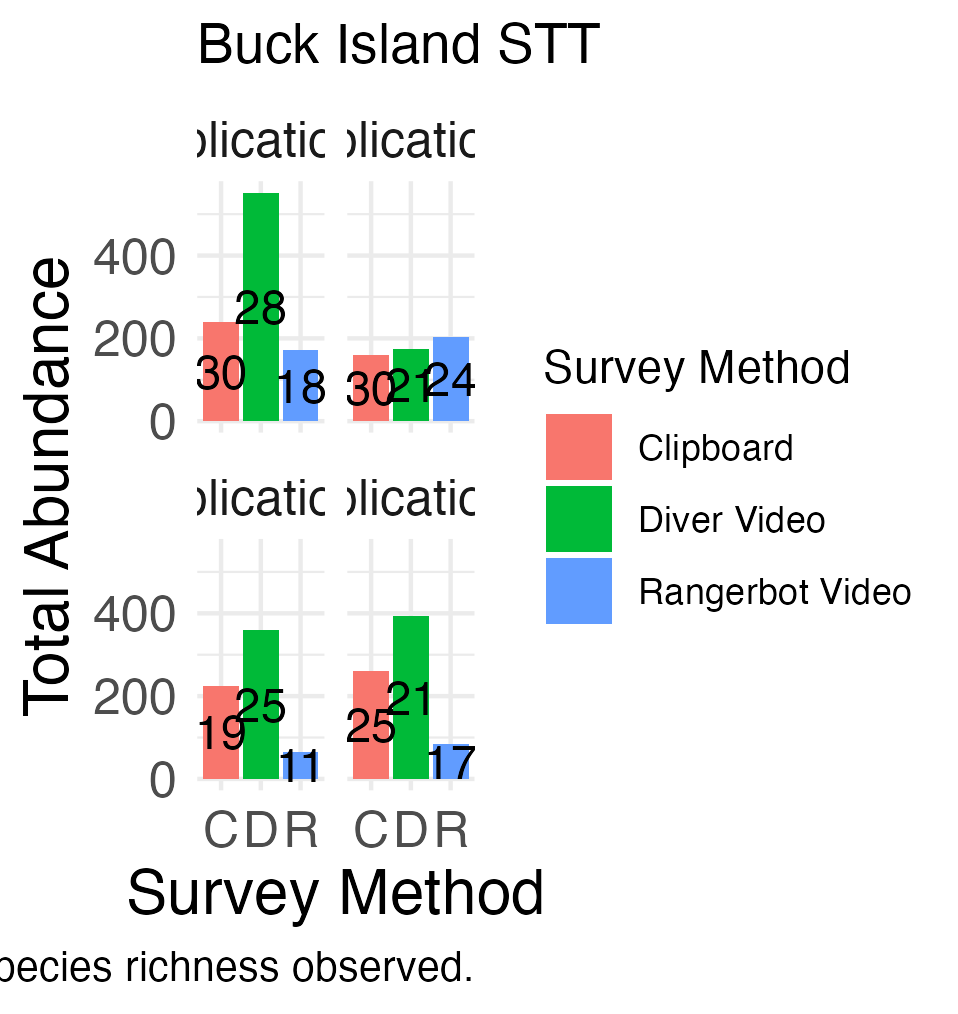 Buck Island STT
plicatic plicatic
400
200
0
28
30
18
30
21
24
plicatic plicatic
400
200
0
19
25
11
25
21
17
C D R C D R
Total Abundance
Survey Method
Survey Method
Clipboard
Diver Video
Rangerbot Video
pecies richness observed.